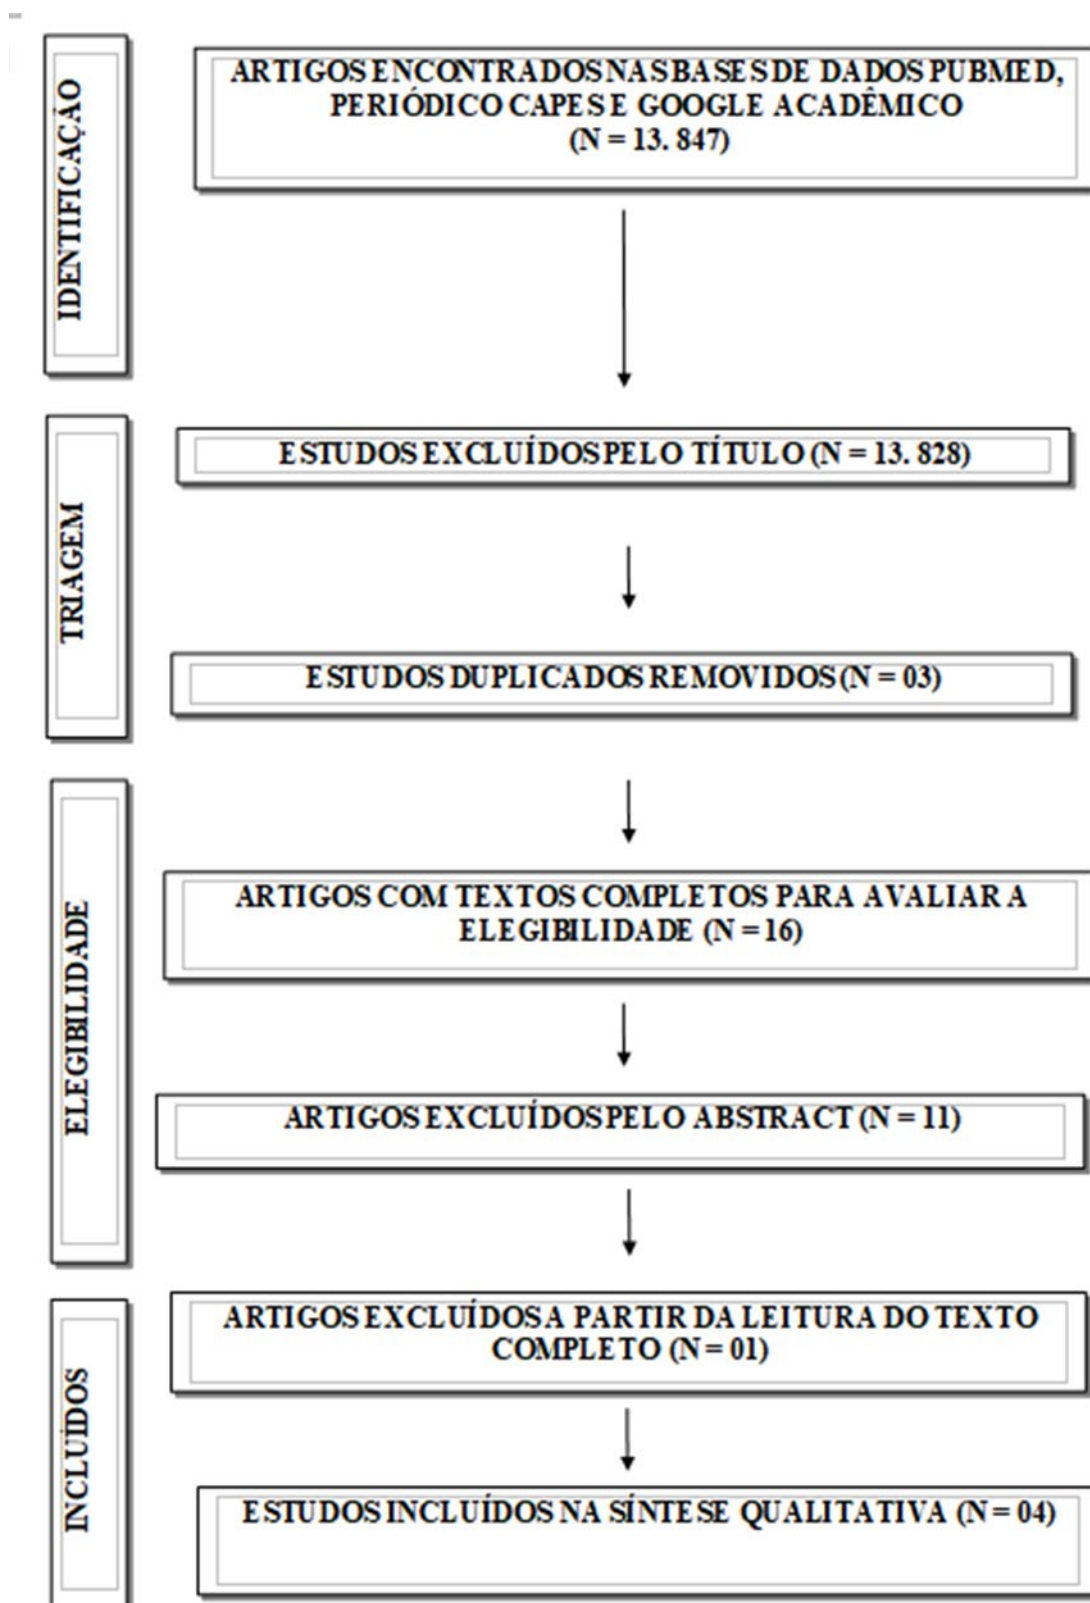 IDENTIFICAÇÃO
ARTIGOS ENCONTRADOS NAS BASES DE DADOS PUBMED,
PERIÓDICO CAPES E GOOGLE ACADÊMICO
(N = 13. 847)
TRIAGEM
ESTUDOS EXCLUÍDOS PELO TÍTULO (N = 13. 828)
ESTUDOS DUPLICADOS REMOVIDOS (N = 03)
ELEGIBILIDADE
ARTIGOS COM TEXTOS COMPLETOS PARA AVALIAR A
ELEGIBILIDADE (N = 16)
ARTIGOS EXCLUÍDOS PELO ABSTRACT (N = 11)
INCLUÍDOS
ARTIGOS EXCLUÍDOS A PARTIR DA LEITURA DO TEXTO
COMPLETO (N = 01)
ESTUDOS INCLUÍDOS NA SÍNTESE QUALITATIVA (N = 04)